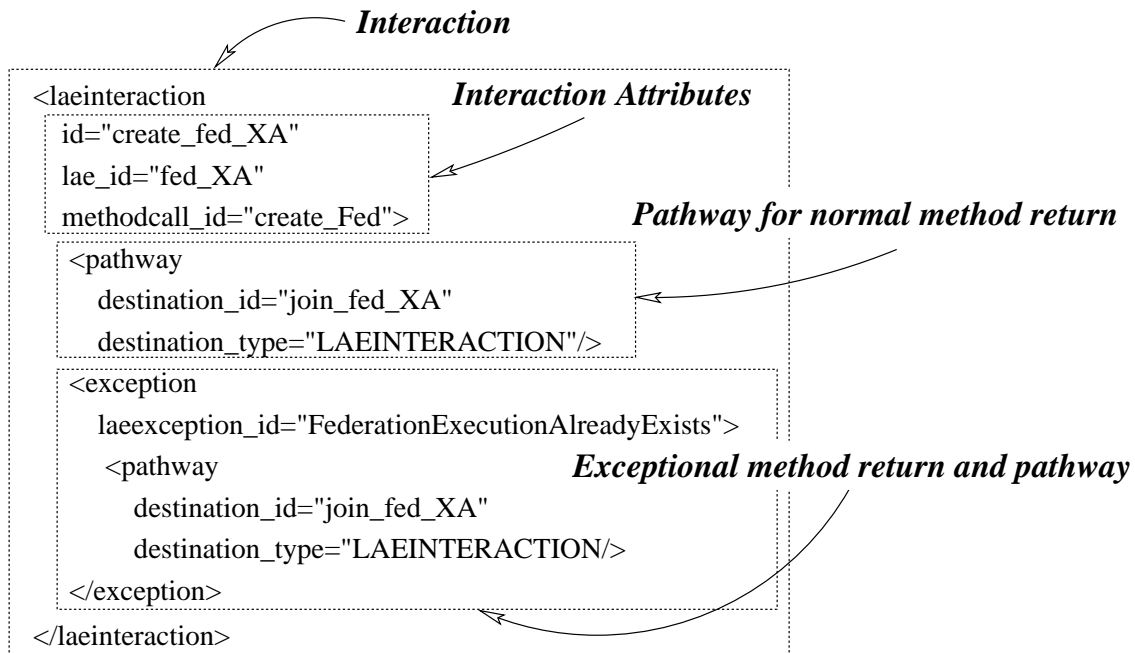 Interaction
<laeinteraction
Interaction Attributes
id="create_fed_XA"
lae_id="fed_XA"
methodcall_id="create_Fed">
Pathway for normal method return
<pathway
destination_id="join_fed_XA"
destination_type="LAEINTERACTION"/>
<exception
laeexception_id="FederationExecutionAlreadyExists">
<pathway
Exceptional method return and pathway
destination_id="join_fed_XA"
destination_type="LAEINTERACTION/>
</exception>
</laeinteraction>